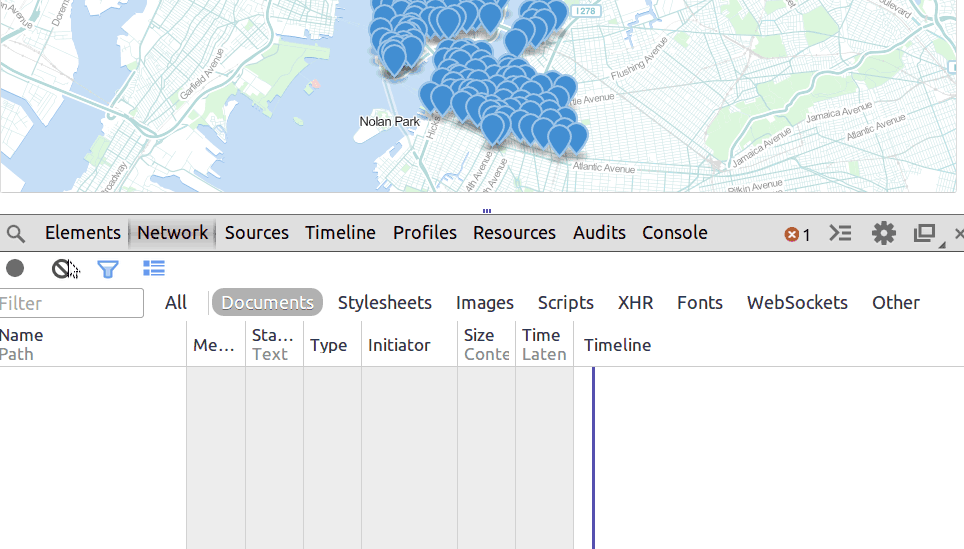 I 278
Garfield Avenue
Flushing Avenue
Nolan Park
Jamaica Avenue
Atlantic Avenue
Jamaica Avenue
Atlantic Avenue
4th Avenue
Pitkin Avenue
Broadway
Elements Network Sources Timeline Profiles Resources Audits Console 1
Filter All Documents Stylesheets Images Scripts XHR Fonts WebSockets Other
Name Me… Sta… Type Initiator Size Time Timeline
Path Text Conte Laten